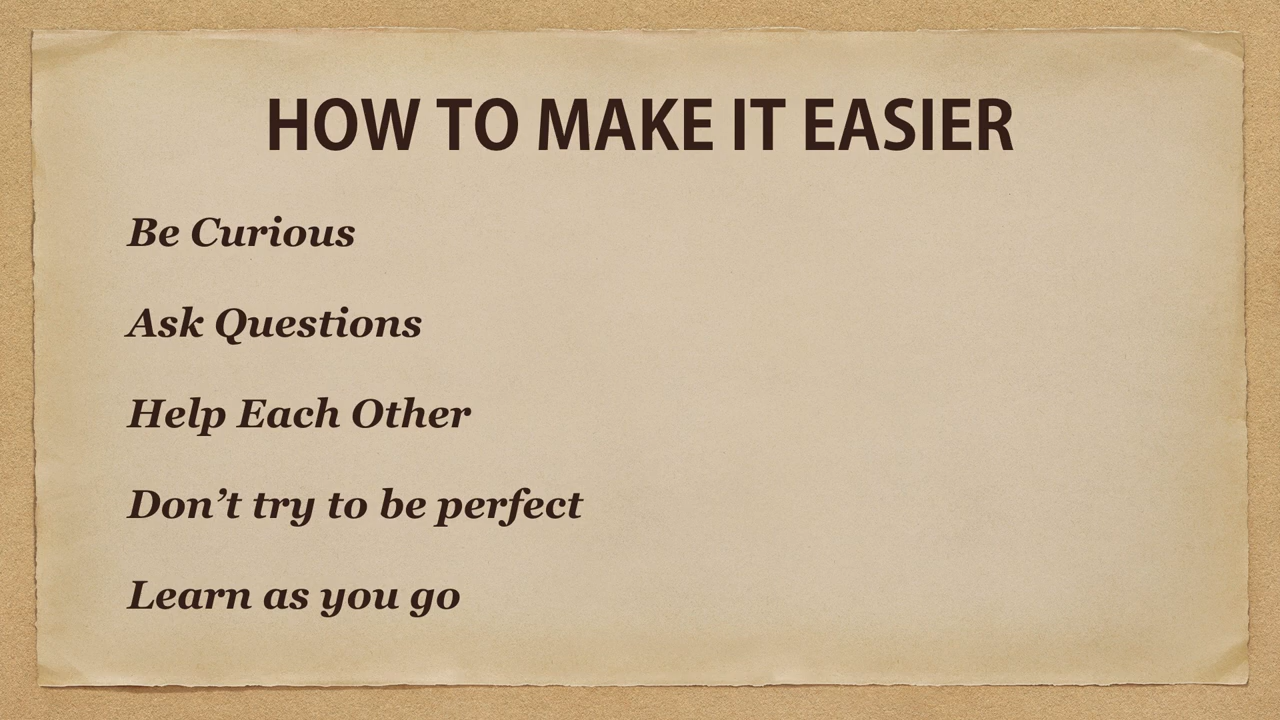 HOW TO MAKE IT EASIER
Be Curious
Ask Questions
Help Each Other
Don’t try to be perfect
Learn as you go